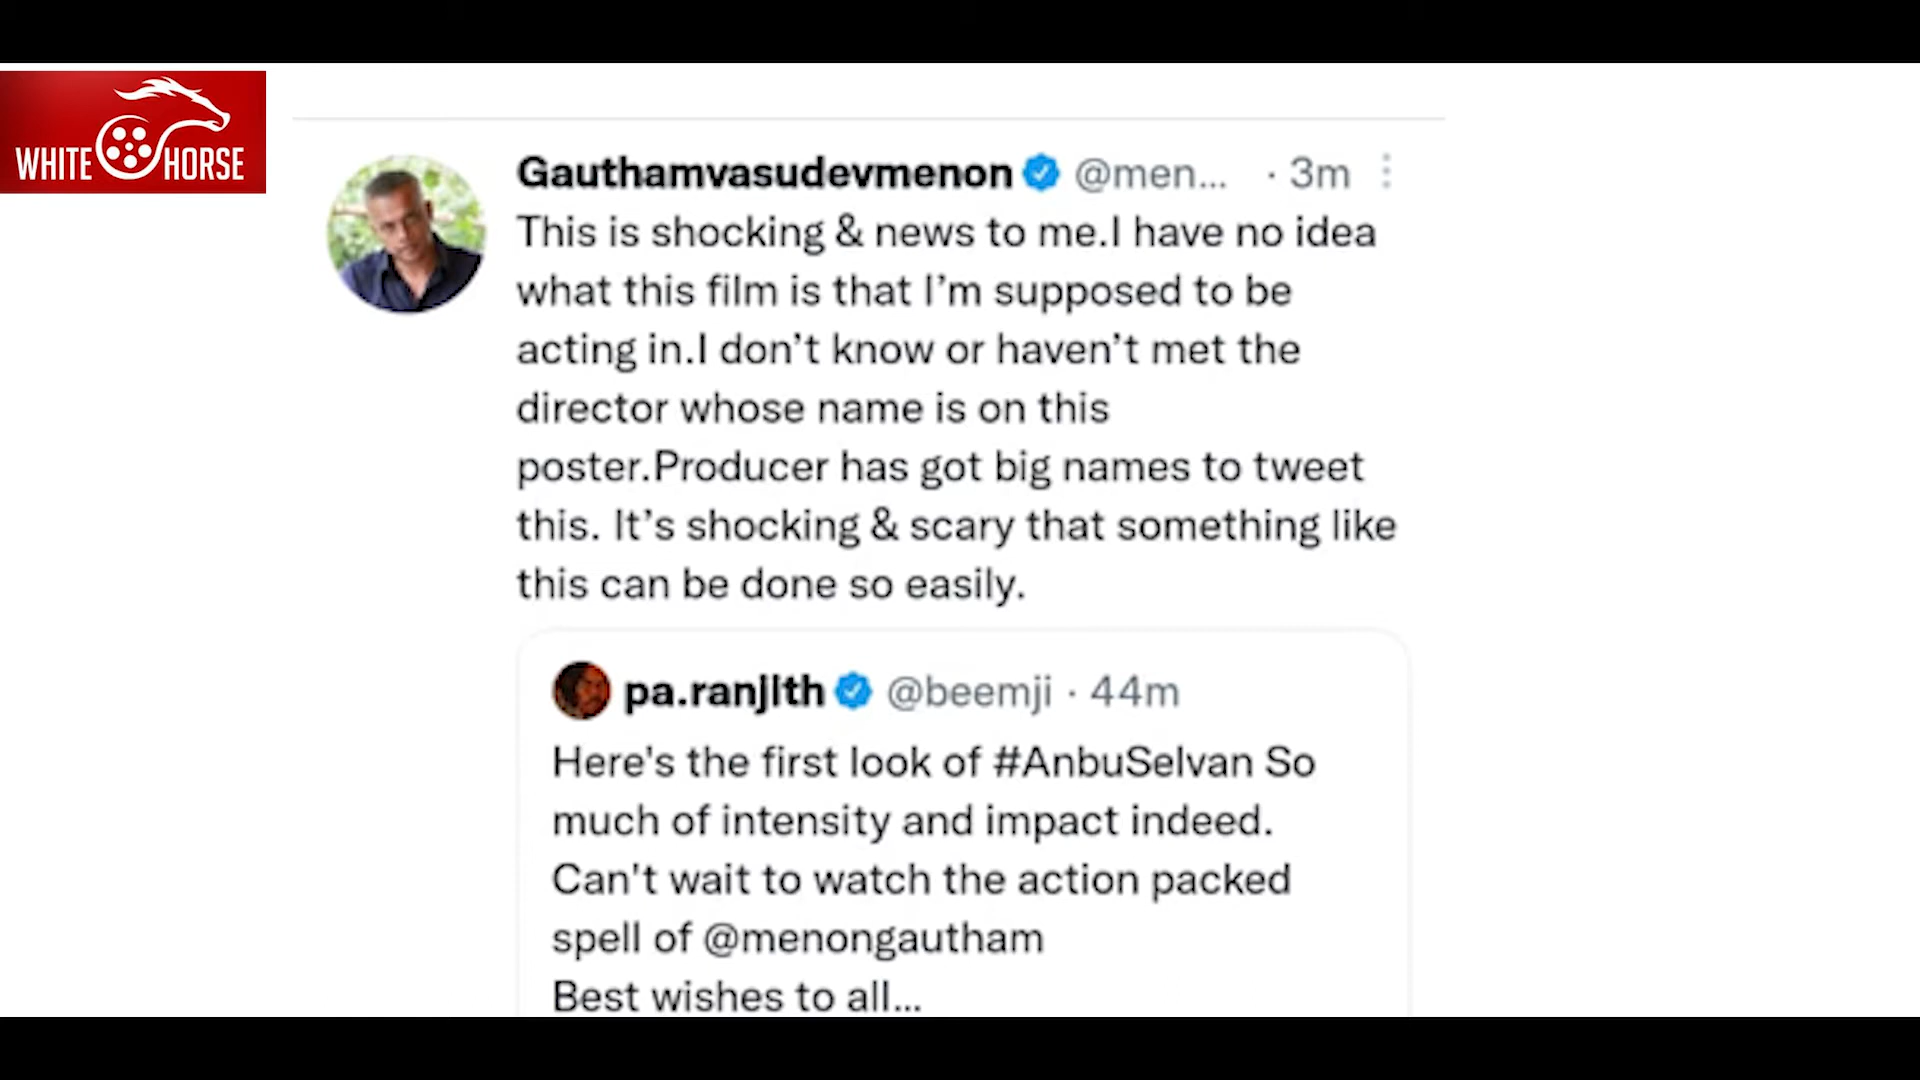 WHITE HORSE
Gauthamvasudevmenon @men... · 3m
This is shocking & news to me.I have no idea
what this film is that I’m supposed to be
acting in.I don’t know or haven’t met the
director whose name is on this
poster.Producer has got big names to tweet
this. It’s shocking & scary that something like
this can be done so easily.
pa.ranjith @beemji · 44m
Here's the first look of #AnbuSelvan So
much of intensity and impact indeed.
Can't wait to watch the action packed
spell of @menongautham
Best wishes to all...